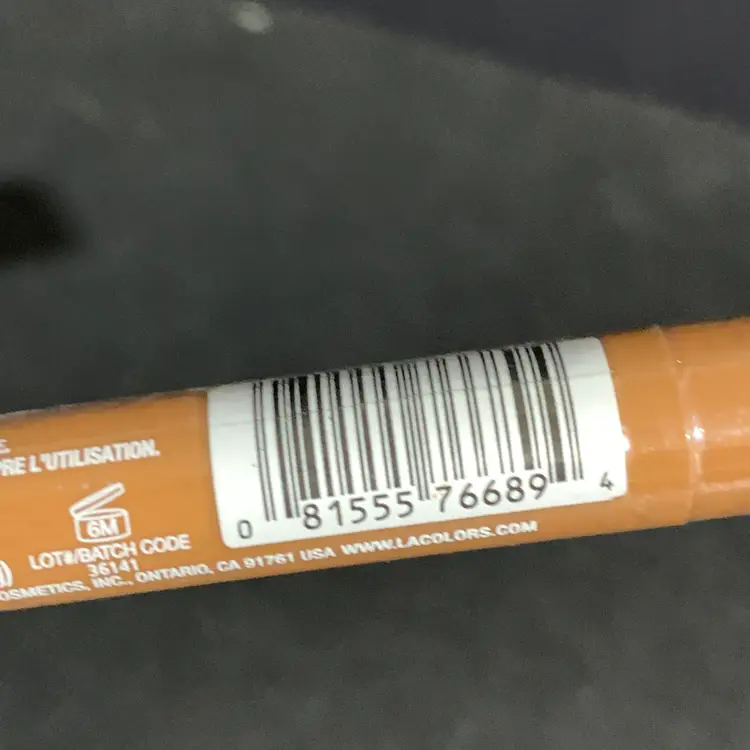 E.
PRE L'UTILISATION.
6M
LOT#/BATCH CODE
36141
OSMETICS, INC., ONTARIO, CA 91761 USA WWW.LACOLORS.COM
0 81555 76689 4